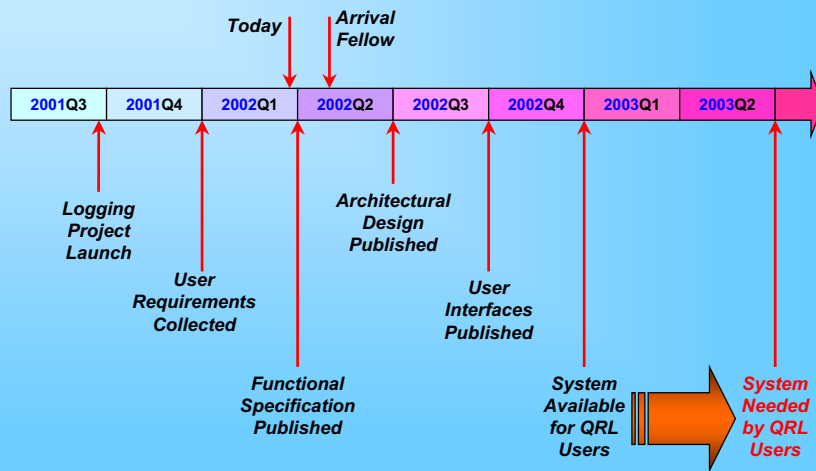 Today
Arrival
Fellow
2001Q3 2001Q4 2002Q1 2002Q2 2002Q3 2002Q4 2003Q1 2003Q2
Logging
Project
Launch
User
Requirements
Collected
Functional
Specification
Published
Architectural
Design
Published
User
Interfaces
Published
System
Available
for QRL
Users
System
Needed
by QRL
Users